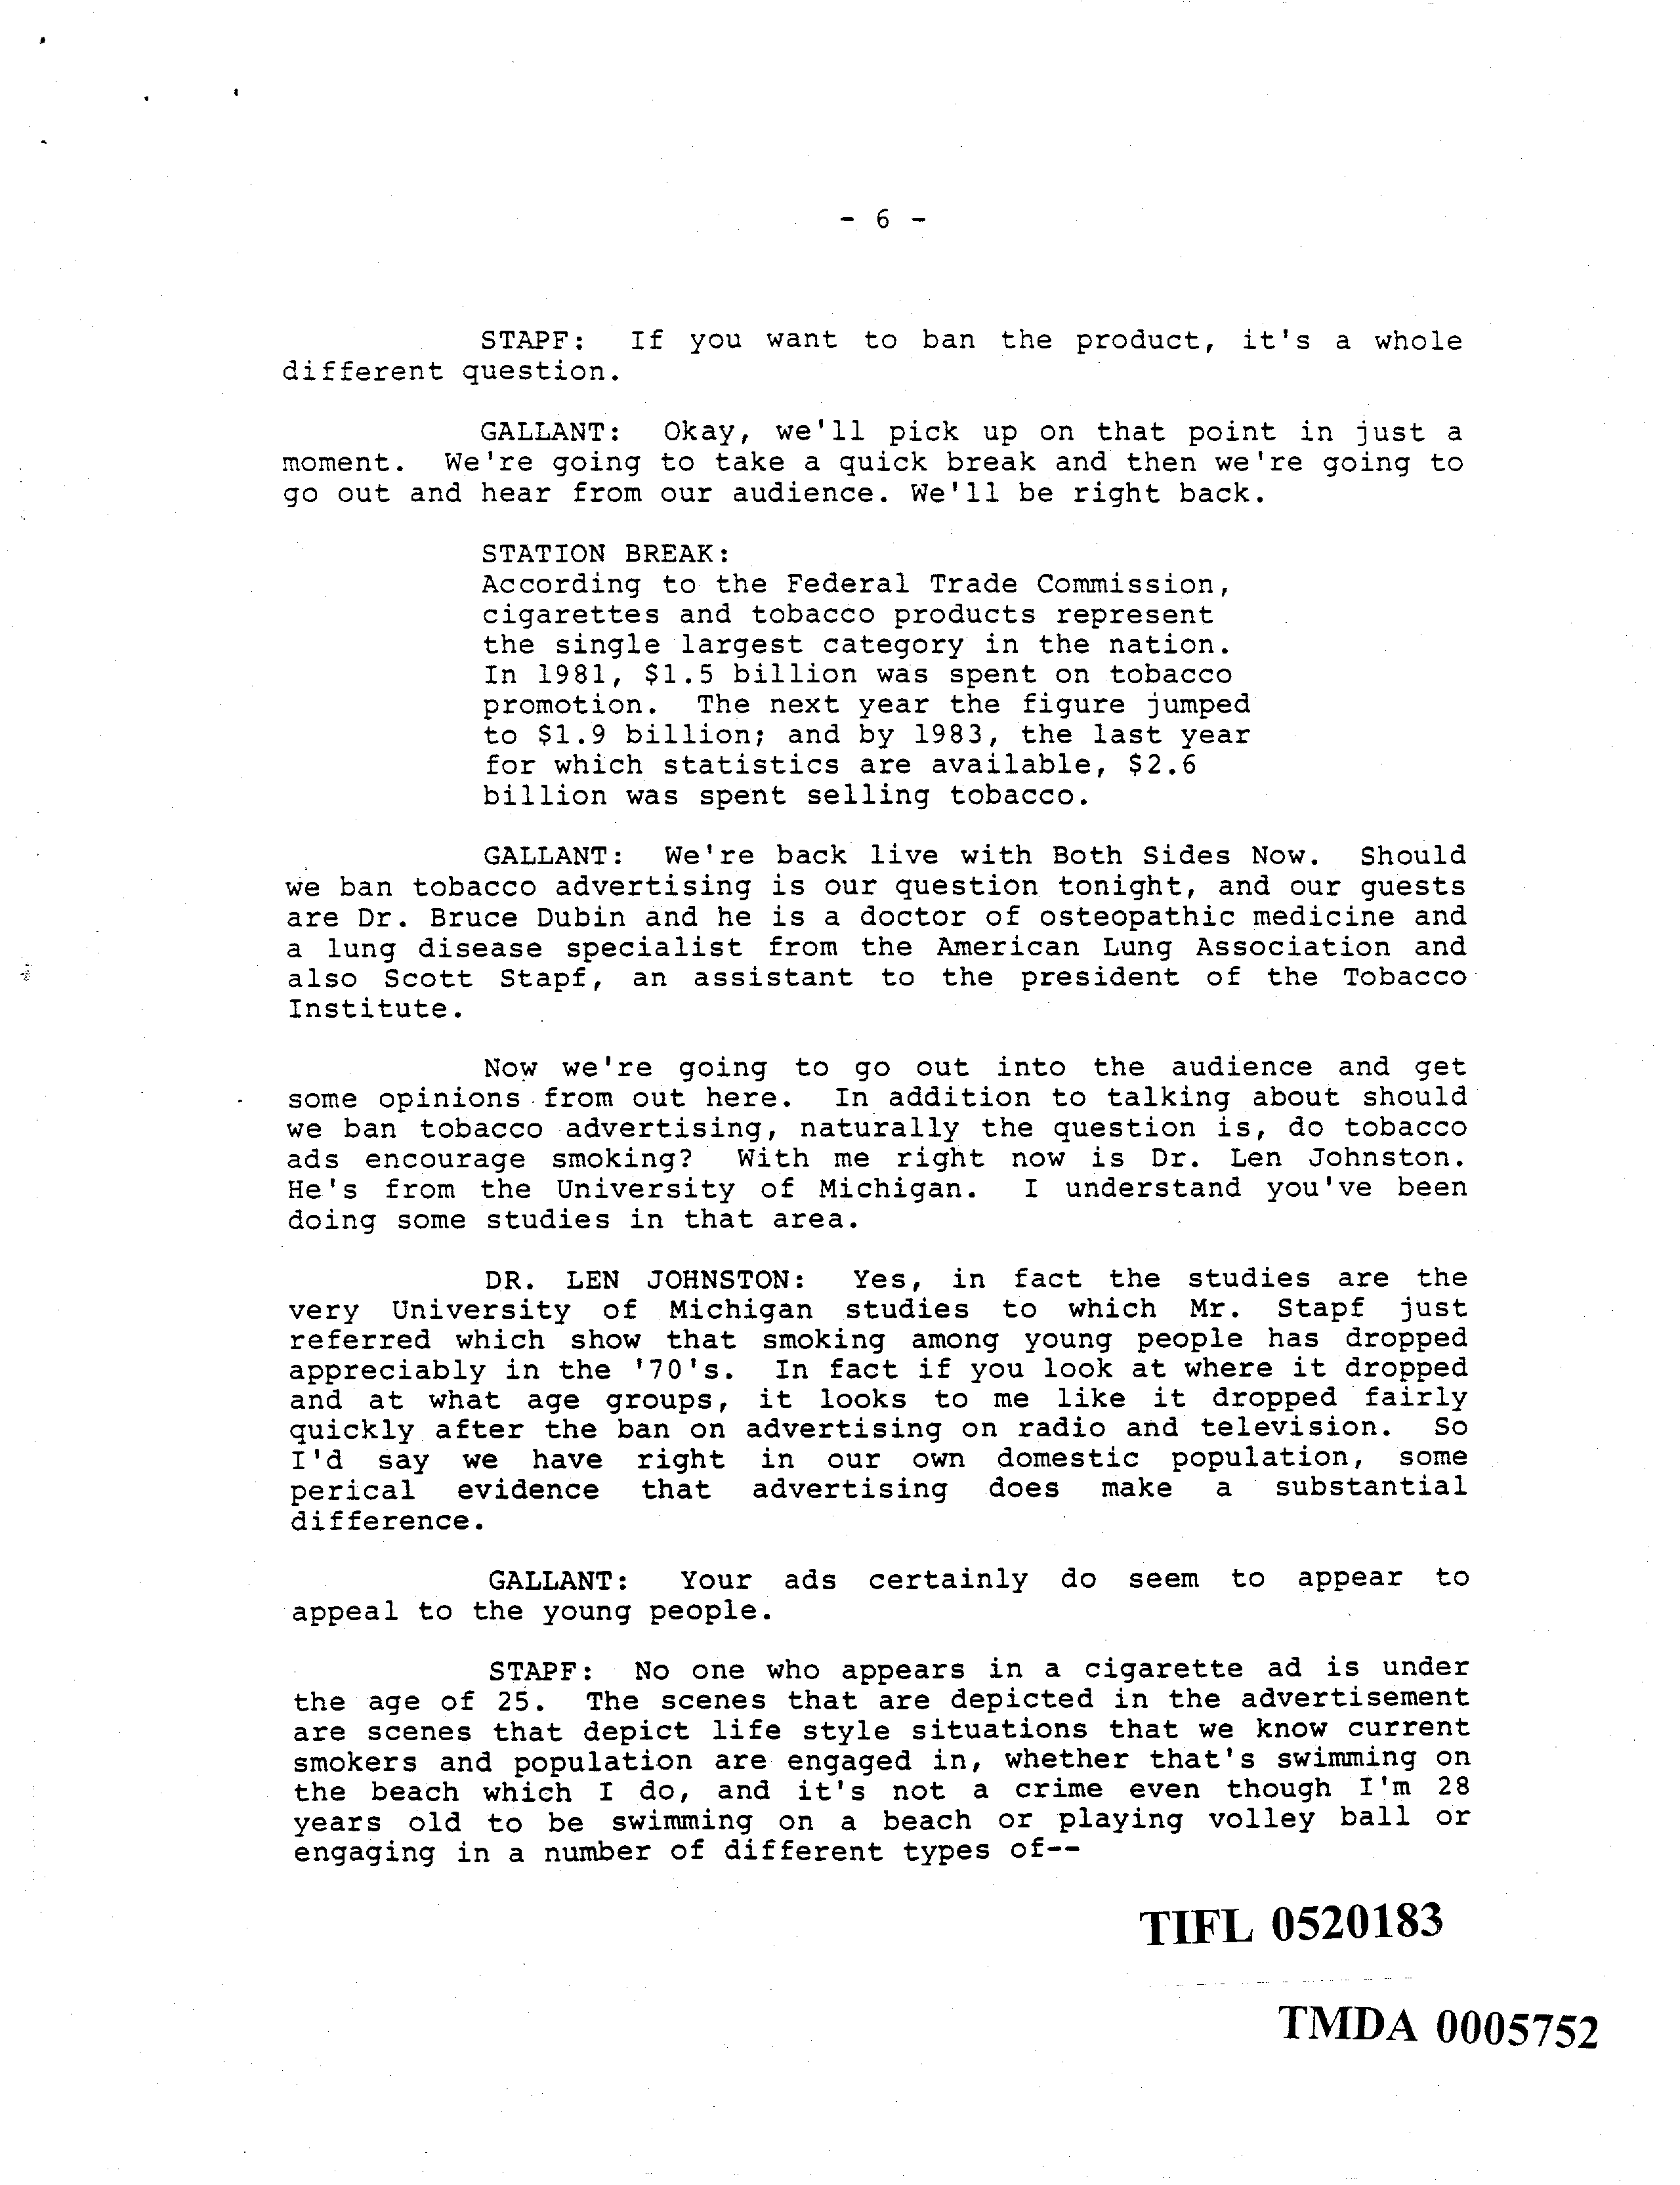 - 6 -
STAPF: If you want to ban the product, it's a whole
different question.
GALLANT: Okay, we'll pick up on that point in just a
moment. We're going to take a quick break and then we're going to
go out and hear from our audience. We'll be right back.
STATION BREAK:
According to the Federal Trade Commission,
cigarettes and tobacco products represent
the single largest category in the nation.
In 1981, $1.5 billion was spent on tobacco
promotion. The next year the figure jumped
to $1.9 billion; and by 1983, the last year
for which statistics are available, $2.6
billion was spent selling tobacco.
GALLANT: We're back live with Both Sides Now. Should
we ban tobacco advertising is our question tonight, and our guests
are Dr. Bruce Dubin and he is a doctor of osteopathic medicine and
a lung disease specialist from the American Lung Association and
also Scott Stapf, an assistant to the president of the Tobacco
Institute.
Now we're going to go out into the audience and get
some opinions from out here. In addition to talking about should
we ban tobacco advertising, naturally the question is, do tobacco
ads encourage smoking? With me right now is Dr. Len Johnston.
He's from the University of Michigan. I understand you've been
doing some studies in that area.
DR. LEN JOHNSTON: Yes, in fact the studies are the
very University of Michigan studies to which Mr. Stapf just
referred which show that smoking among young people has dropped
appreciably in the '70's. In fact if you look at where it dropped
and at what age groups, it looks to me like it dropped fairly
quickly after the ban on advertising on radio and television. So
I'd say we have right in our own domestic population, some
perical evidence that advertising does make a substantial
difference.
GALLANT: Your ads certainly do seem to appear to
appeal to the young people.
STAPF: No one who appears in a cigarette ad is under
the age of 25. The scenes that are depicted in the advertisement
are scenes that depict life style situations that we know current
smokers and population are engaged in, whether that's swimming on
the beach which I do, and it's not a crime even though I'm 28
years old to be swimming on a beach or playing volley ball or
engaging in a number of different types of--
TIFL 0520183
TMDA 0005752